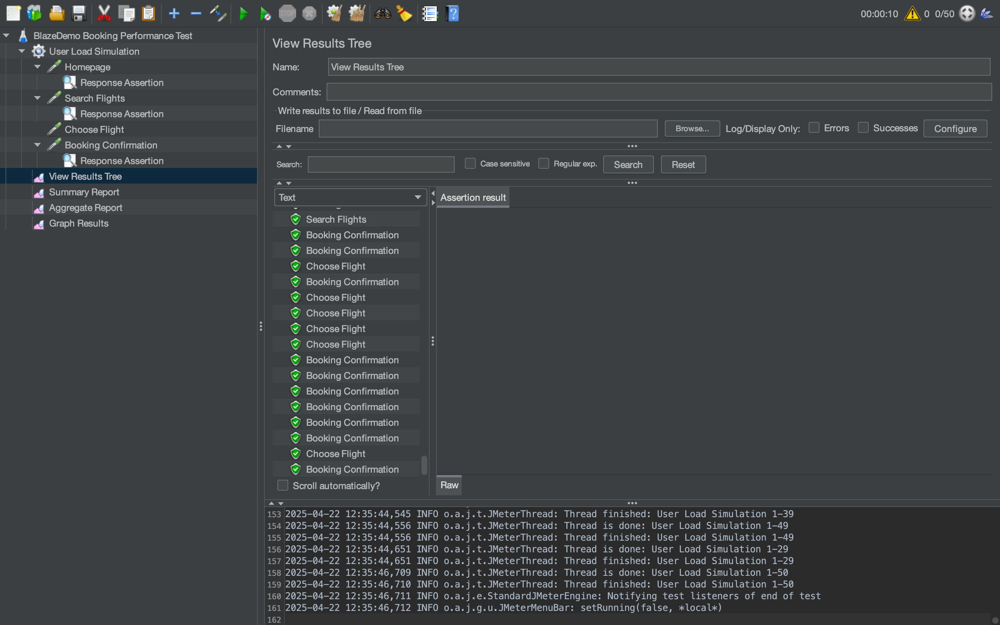 STOP
00:00:10
0
0/50
BlazeDemo Booking Performance Test
User Load Simulation
Homepage
Response Assertion
Search Flights
Response Assertion
Choose Flight
Booking Confirmation
Response Assertion
View Results Tree
Summary Report
Aggregate Report
Graph Results
View Results Tree
Name: View Results Tree
Comments:
Write results to file / Read from file
Filename Browse... Log/Display Only: Errors Successes Configure
Search: Case sensitive Regular exp. Search Reset
Text
Search Flights
Booking Confirmation
Booking Confirmation
Choose Flight
Booking Confirmation
Choose Flight
Choose Flight
Choose Flight
Choose Flight
Booking Confirmation
Booking Confirmation
Booking Confirmation
Booking Confirmation
Booking Confirmation
Booking Confirmation
Choose Flight
Booking Confirmation
Scroll automatically?
Assertion result
Raw
153 2025-04-22 12:35:44,545 INFO o.a.j.t.JMeterThread: Thread finished: User Load Simulation 1-39
154 2025-04-22 12:35:44,556 INFO o.a.j.t.JMeterThread: Thread is done: User Load Simulation 1-49
155 2025-04-22 12:35:44,556 INFO o.a.j.t.JMeterThread: Thread finished: User Load Simulation 1-49
156 2025-04-22 12:35:44,651 INFO o.a.j.t.JMeterThread: Thread is done: User Load Simulation 1-29
157 2025-04-22 12:35:44,651 INFO o.a.j.t.JMeterThread: Thread finished: User Load Simulation 1-29
158 2025-04-22 12:35:46,709 INFO o.a.j.t.JMeterThread: Thread is done: User Load Simulation 1-50
159 2025-04-22 12:35:46,710 INFO o.a.j.t.JMeterThread: Thread finished: User Load Simulation 1-50
160 2025-04-22 12:35:46,711 INFO o.a.j.e.StandardJMeterEngine: Notifying test listeners of end of test
161 2025-04-22 12:35:46,712 INFO o.a.j.g.u.JMeterMenuBar: setRunning(false, *local*)
162